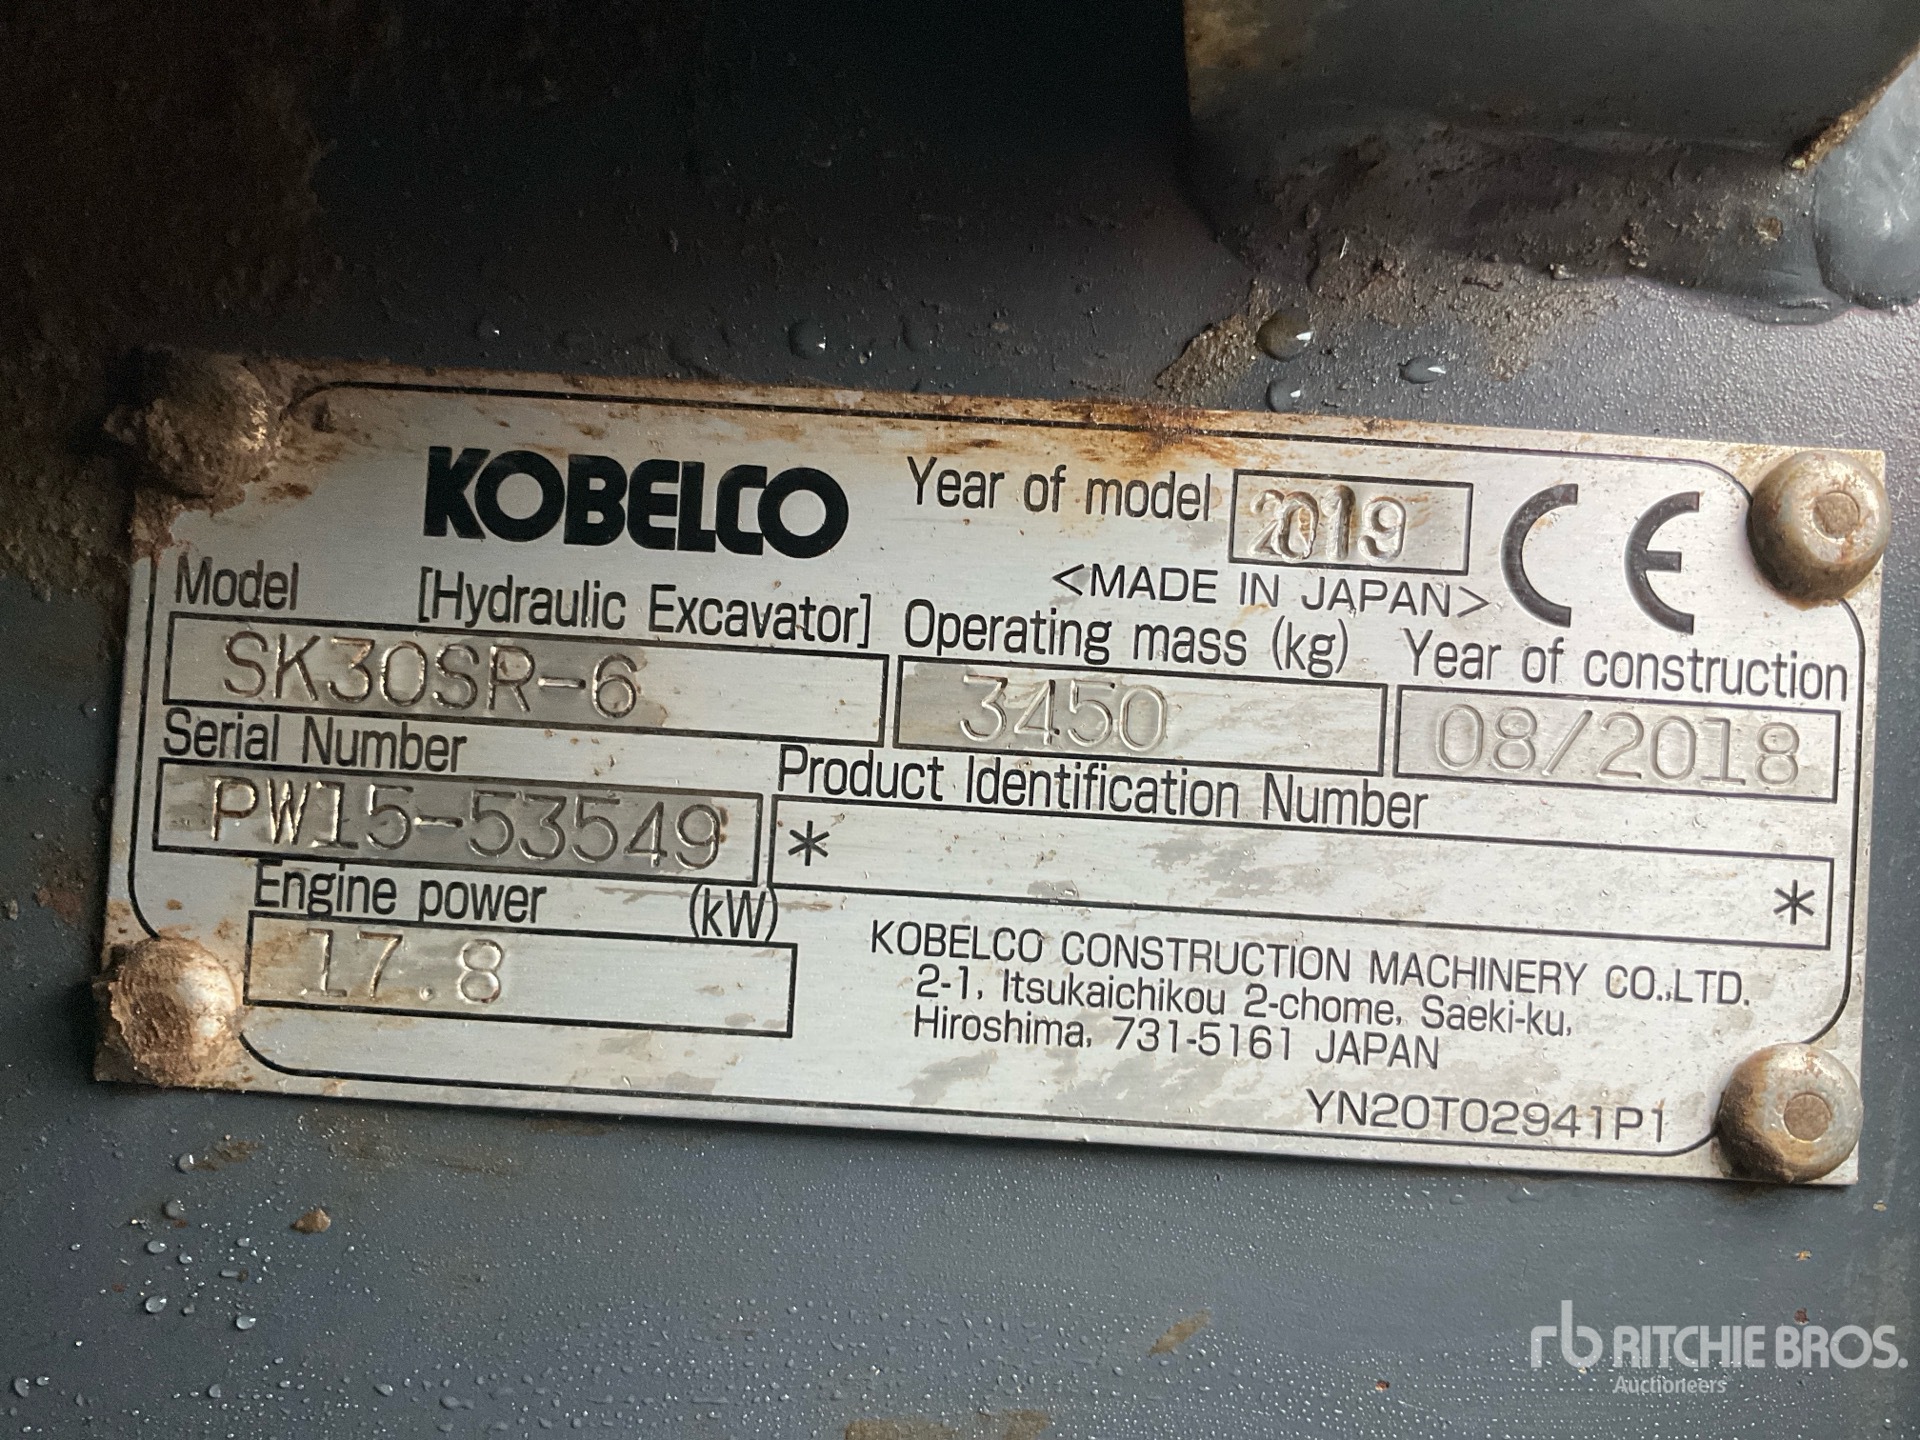 KOBELCO Year of model 2019 CE
<MADE IN JAPAN>
Model [Hydraulic Excavator] Operating mass (kg) Year of construction
SK30SR-6 3450 08/2018
Serial Number Product Identification Number
PW15-53549 * *
Engine power (kW)
17.8
KOBELCO CONSTRUCTION MACHINERY CO.,LTD.
2-1, Itsukaichikou 2-chome, Saeki-ku,
Hiroshima, 731-5161 JAPAN
YN20T02941P1
rb RITCHIE BROS.
Auctioneers